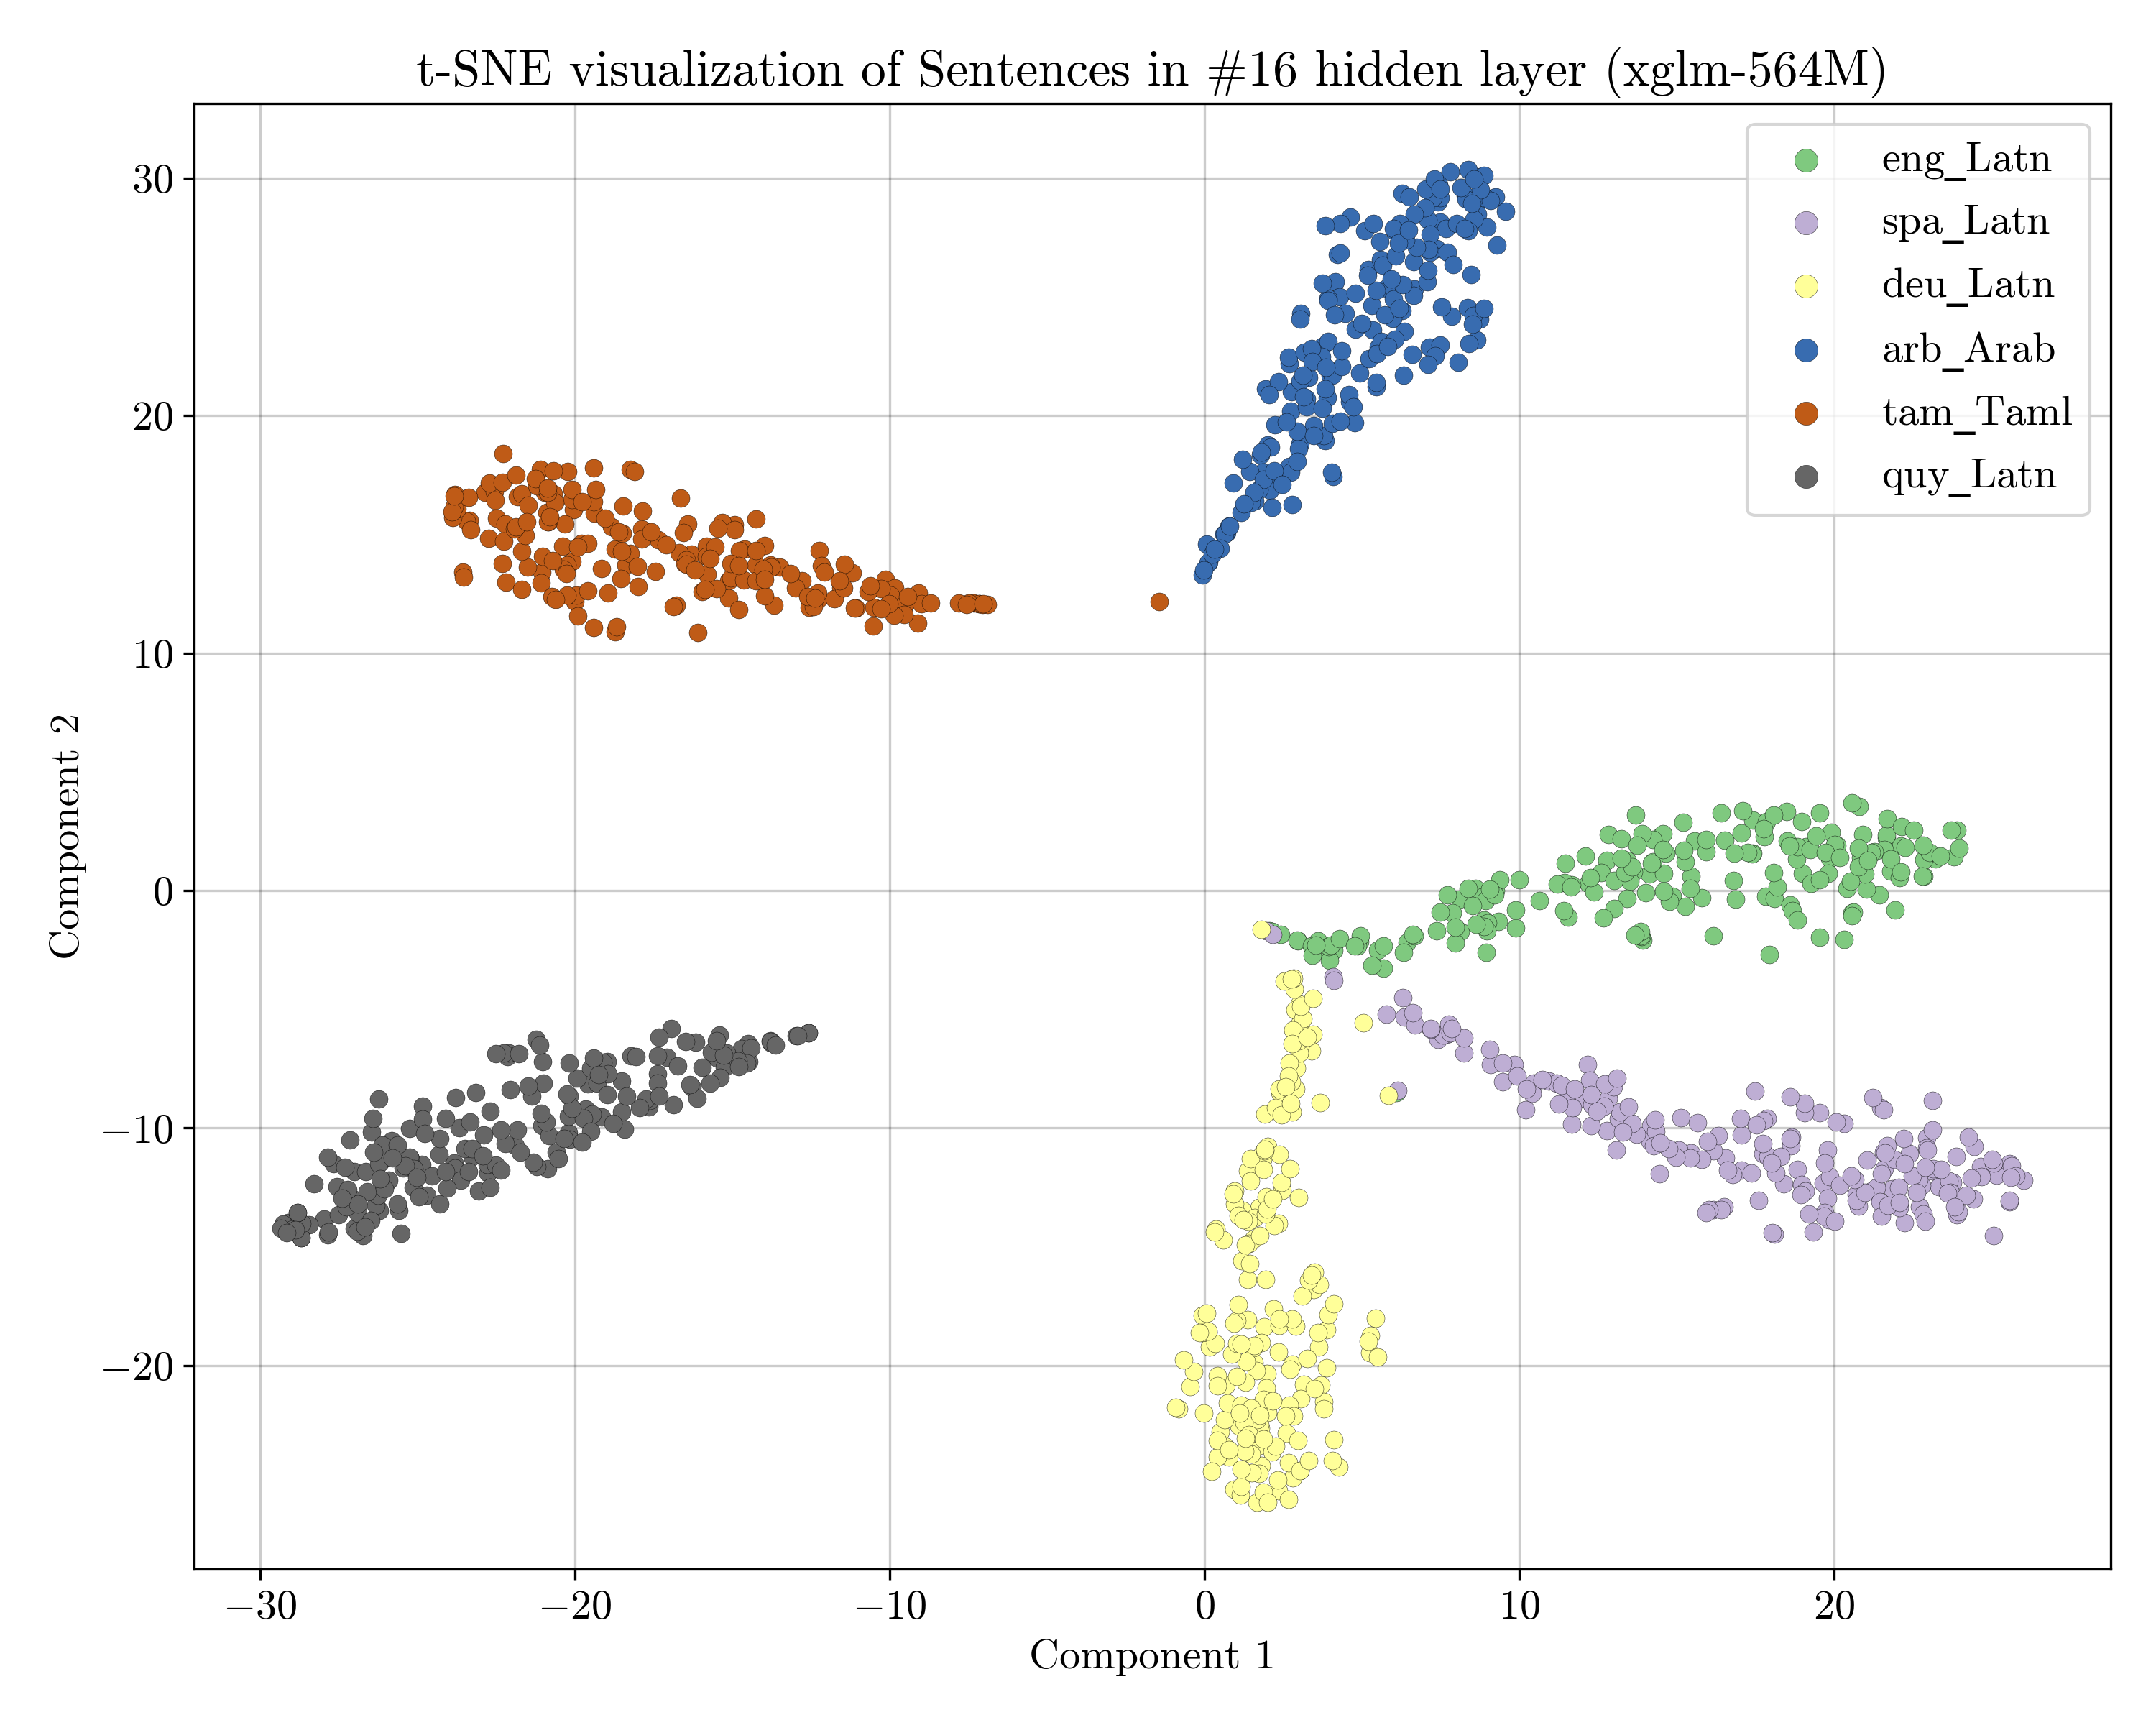 t-SNE visualization of Sentences in #16 hidden layer (xglm-564M)
eng_Latn
spa_Latn
deu_Latn
arb_Arab
tam_Taml
quy_Latn
Component 2
30
20
10
0
−10
−20
−30 −20 −10 0 10 20
Component 1